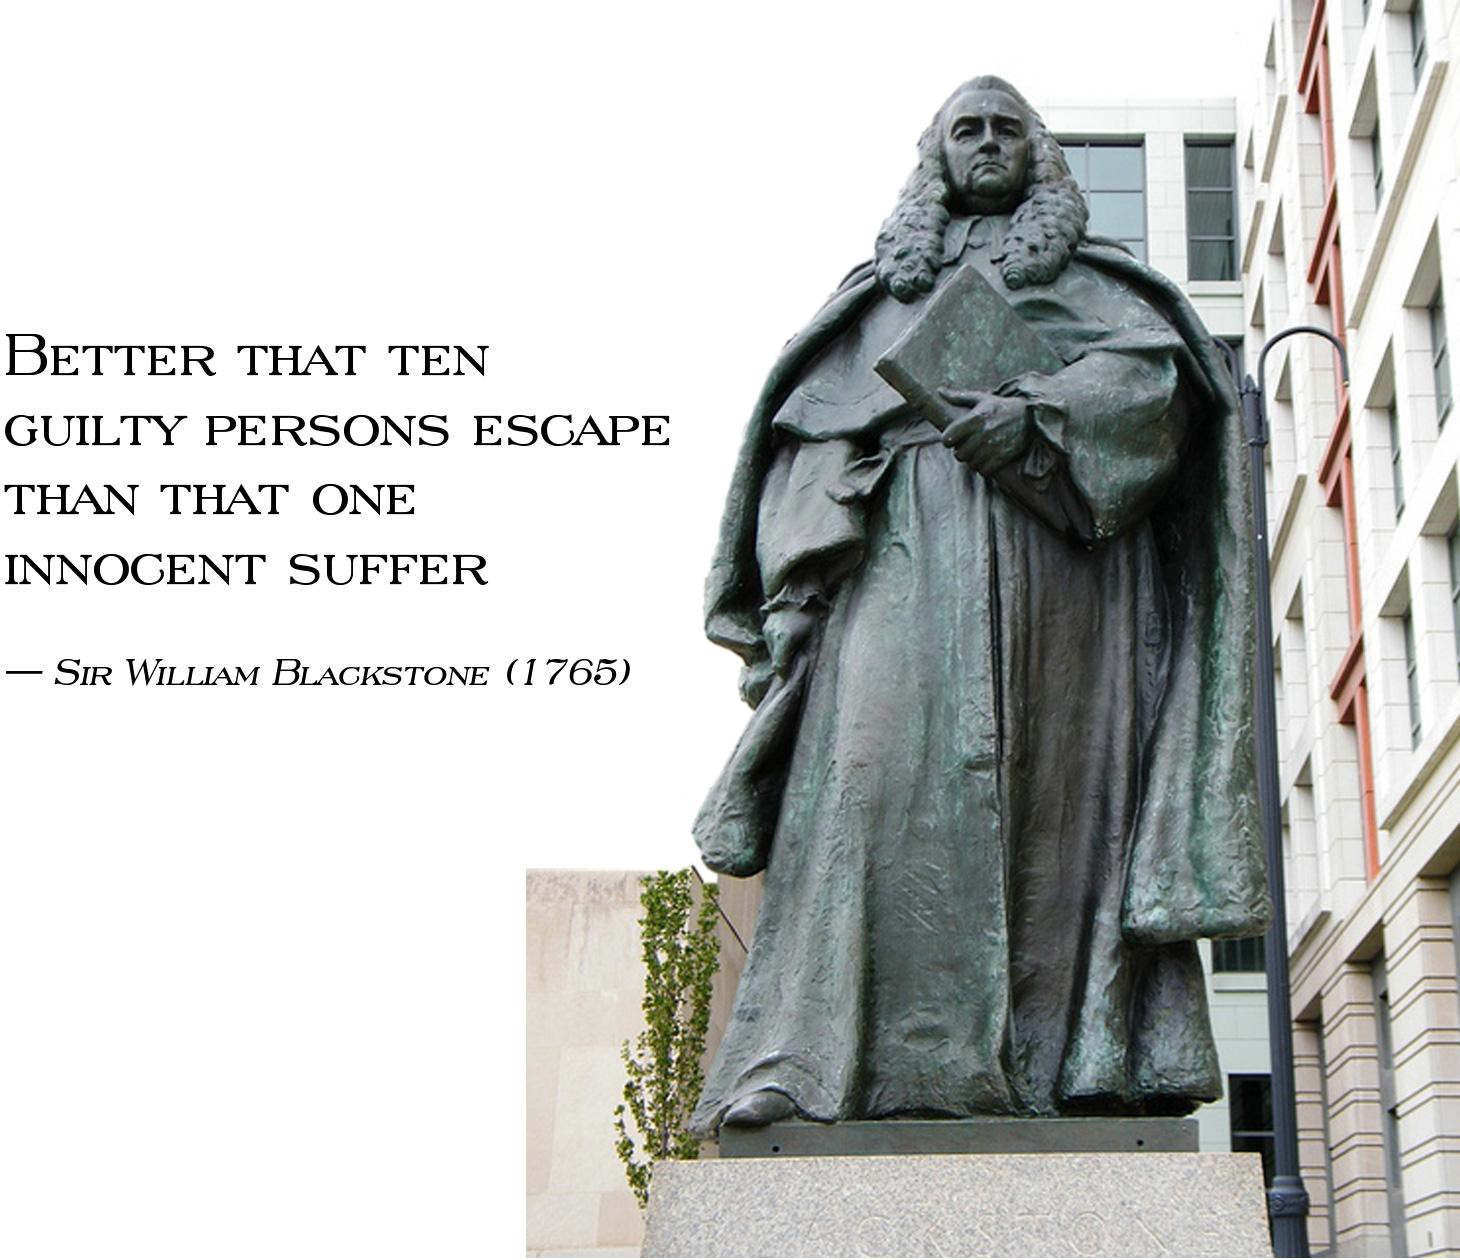 Better that ten
guilty persons escape
than that one
innocent suffer
— Sir William Blackstone (1765)